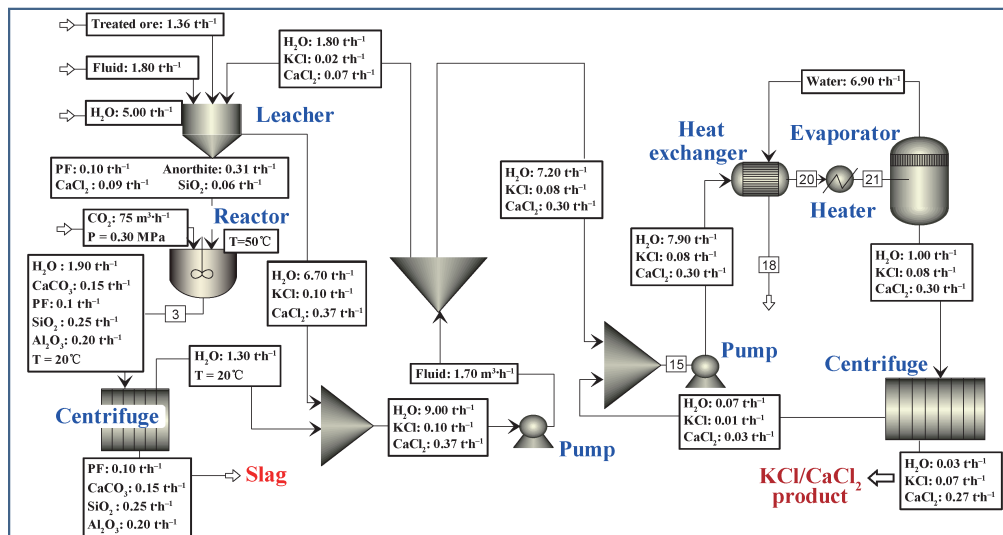 Treated ore: 1.36 t·h⁻¹
Fluid: 1.80 t·h⁻¹
H₂O: 5.00 t·h⁻¹
Leacher
H₂O: 1.80 t·h⁻¹
KCl: 0.02 t·h⁻¹
CaCl₂: 0.07 t·h⁻¹
PF: 0.10 t·h⁻¹ Anorthite: 0.31 t·h⁻¹
CaCl₂ : 0.09 t·h⁻¹ SiO₂: 0.06 t·h⁻¹
CO₂: 75 m³·h⁻¹
P = 0.30 MPa
Reactor
T=50℃
H₂O : 1.90 t·h⁻¹
CaCO₃: 0.15 t·h⁻¹
PF: 0.1 t·h⁻¹
SiO₂ : 0.25 t·h⁻¹
Al₂O₃: 0.20 t·h⁻¹
T = 20℃
3
Centrifuge
H₂O: 1.30 t·h⁻¹
T = 20℃
PF: 0.10 t·h⁻¹
CaCO₃: 0.15 t·h⁻¹
SiO₂ : 0.25 t·h⁻¹
Al₂O₃: 0.20 t·h⁻¹
Slag
H₂O: 6.70 t·h⁻¹
KCl: 0.10 t·h⁻¹
CaCl₂: 0.37 t·h⁻¹
H₂O: 9.00 t·h⁻¹
KCl: 0.10 t·h⁻¹
CaCl₂: 0.37 t·h⁻¹
Fluid: 1.70 m³·h⁻¹
Pump
H₂O: 7.20 t·h⁻¹
KCl: 0.08 t·h⁻¹
CaCl₂: 0.30 t·h⁻¹
15
Pump
H₂O: 7.90 t·h⁻¹
KCl: 0.08 t·h⁻¹
CaCl₂: 0.30 t·h⁻¹
Heat
exchanger
18
20
Heater
21
Water: 6.90 t·h⁻¹
Evaporator
H₂O: 1.00 t·h⁻¹
KCl: 0.08 t·h⁻¹
CaCl₂: 0.30 t·h⁻¹
Centrifuge
H₂O: 0.07 t·h⁻¹
KCl: 0.01 t·h⁻¹
CaCl₂: 0.03 t·h⁻¹
H₂O: 0.03 t·h⁻¹
KCl: 0.07 t·h⁻¹
CaCl₂: 0.27 t·h⁻¹
KCl/CaCl₂
product